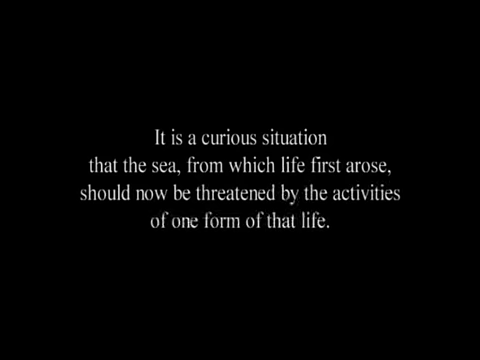 It is a curious situation
that the sea, from which life first arose,
should now be threatened by the activities
of one form of that life.